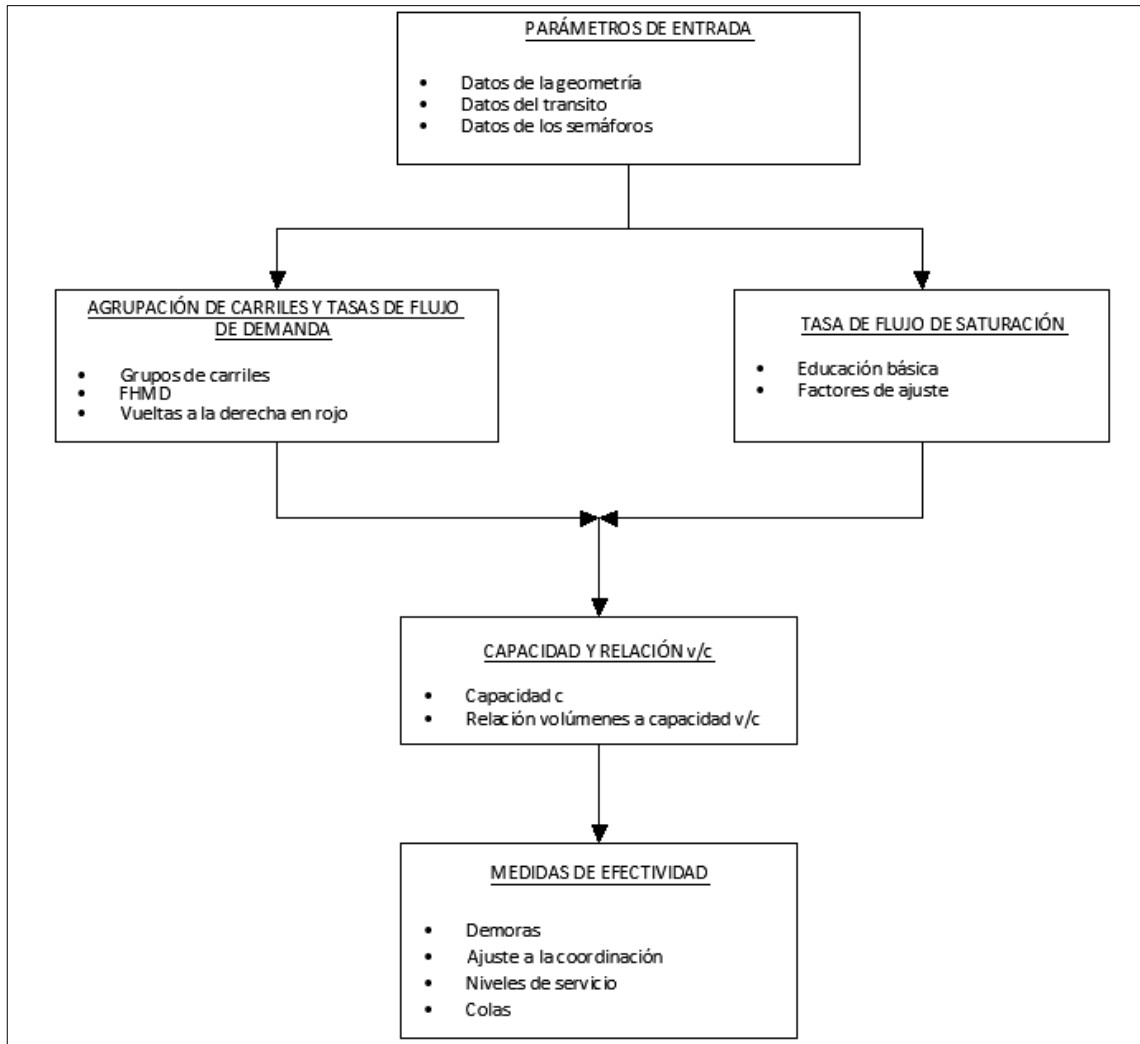 PARÁMETROS DE ENTRADA
• Datos de la geometría
• Datos del transito
• Datos de los semáforos
AGRUPACIÓN DE CARRILES Y TASAS DE FLUJO
DE DEMANDA
• Grupos de carriles
• FHMD
• Vueltas a la derecha en rojo
TASA DE FLUJO DE SATURACIÓN
• Educación básica
• Factores de ajuste
CAPACIDAD Y RELACIÓN v/c
• Capacidad c
• Relación volúmenes a capacidad v/c
MEDIDAS DE EFECTIVIDAD
• Demoras
• Ajuste a la coordinación
• Niveles de servicio
• Colas